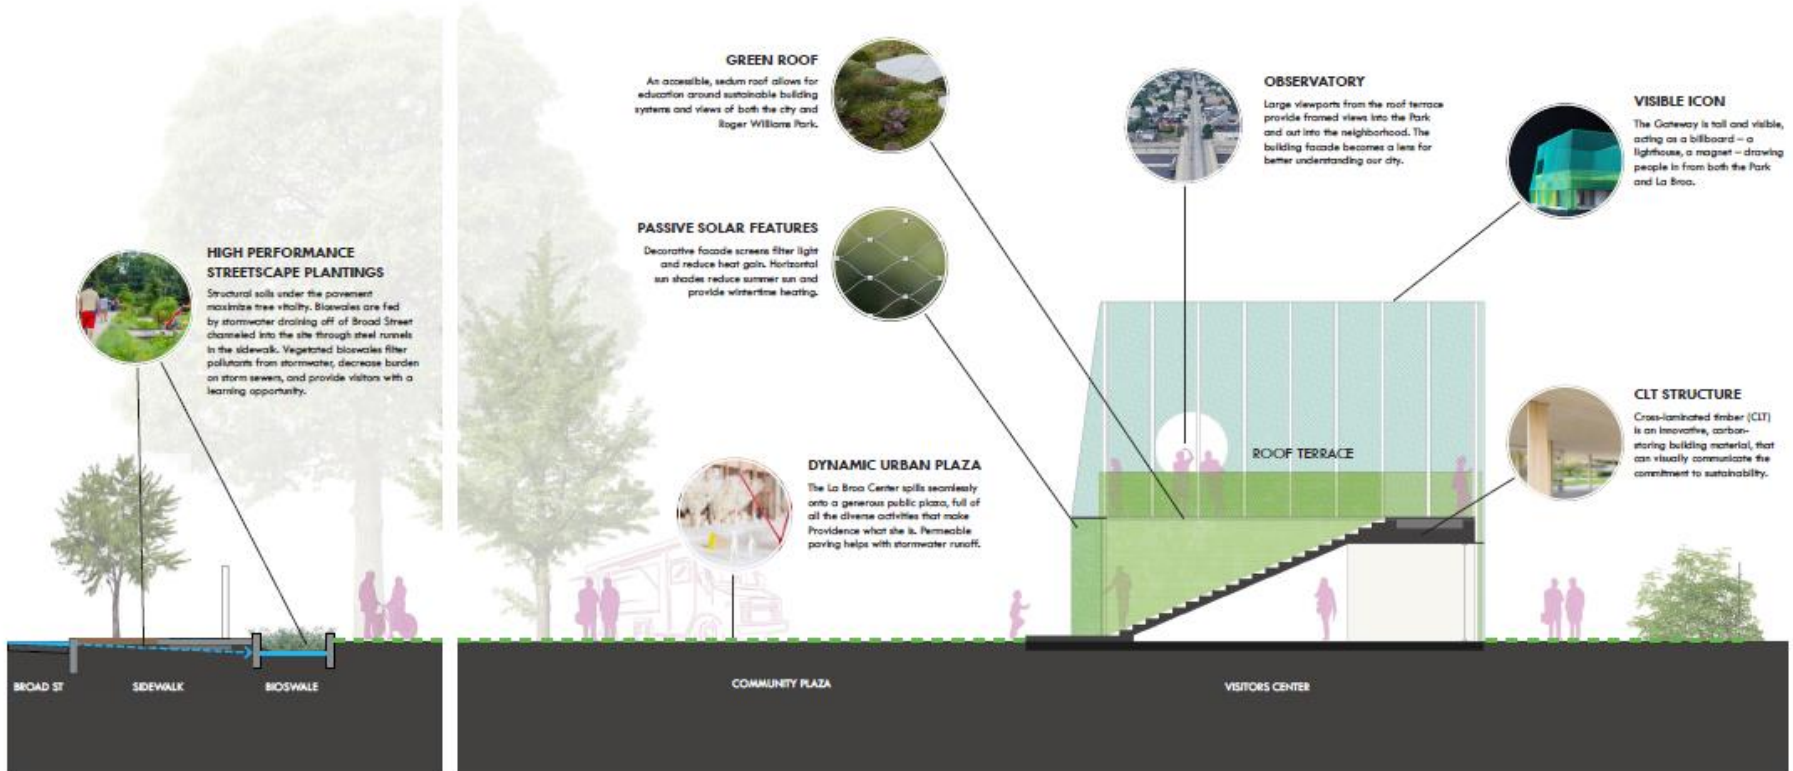 GREEN ROOF
An accessible, sedum roof allows for
education around sustainable building
systems and views of both the city and
Roger Williams Park.
OBSERVATORY
Large viewports from the roof terrace
provide framed views into the Park
and out into the neighborhood. The
building facade becomes a lens for
better understanding our city.
VISIBLE ICON
The Gateway is tall and visible,
acting as a billboard – a
lighthouse, a magnet – drawing
people in from both the Park
and La Broa.
PASSIVE SOLAR FEATURES
Decorative facade screens filter light
and reduce heat gain. Horizontal
sun shades reduce summer sun and
provide wintertime heating.
HIGH PERFORMANCE
STREETSCAPE PLANTINGS
Structural soils under the pavement
maximize tree vitality. Bioswales are fed
by stormwater draining off of Broad Street
channeled into the site through steel runnels
in the sidewalk. Vegetated bioswales filter
pollutants from stormwater, decrease burden
on storm sewers, and provide visitors with a
learning opportunity.
CLT STRUCTURE
Cross-laminated timber (CLT)
is an innovative, carbon-
storing building material, that
can visually communicate the
commitment to sustainability.
ROOF TERRACE
DYNAMIC URBAN PLAZA
The La Broa Center spills seamlessly
onto a generous public plaza, full of
all the diverse activities that make
Providence what she is. Permeable
paving helps with stormwater runoff.
BROAD ST
SIDEWALK
BIOSWALE
COMMUNITY PLAZA
VISITORS CENTER